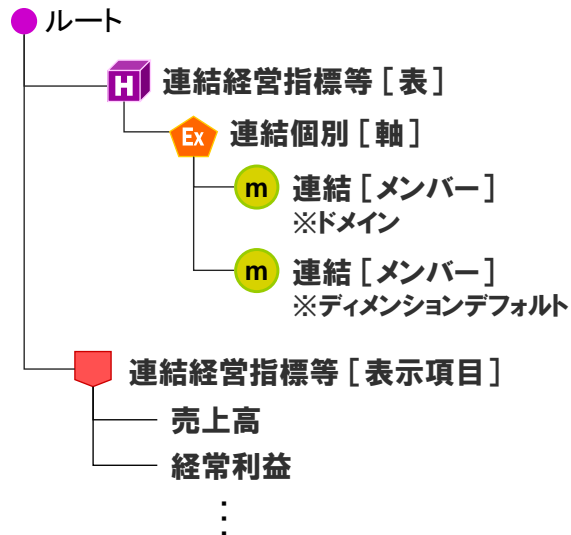 ルート
H 連結経営指標等［表］
Ex 連結個別［軸］
m 連結［メンバー］
※ドメイン
m 連結［メンバー］
※ディメンションデフォルト
連結経営指標等［表示項目］
売上高
経常利益